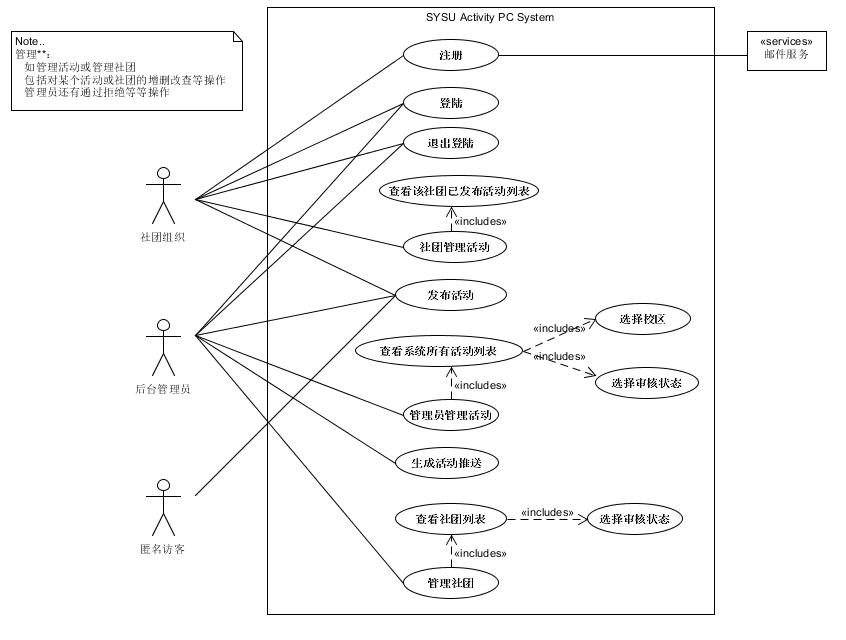 SYSU Activity PC System
Note..
管理**:
如管理活动或管理社团
包括对某个活动或社团的增删改查等操作
管理员还有通过拒绝等等操作
«services»
邮件服务
注册
登陆
退出登陆
查看该社团已发布活动列表
«includes»
社团管理活动
社团组织
发布活动
选择校区
«includes»
查看系统所有活动列表
«includes»
选择审核状态
«includes»
后台管理员
管理员管理活动
生成活动推送
查看社团列表
«includes»
选择审核状态
«includes»
匿名访客
管理社团